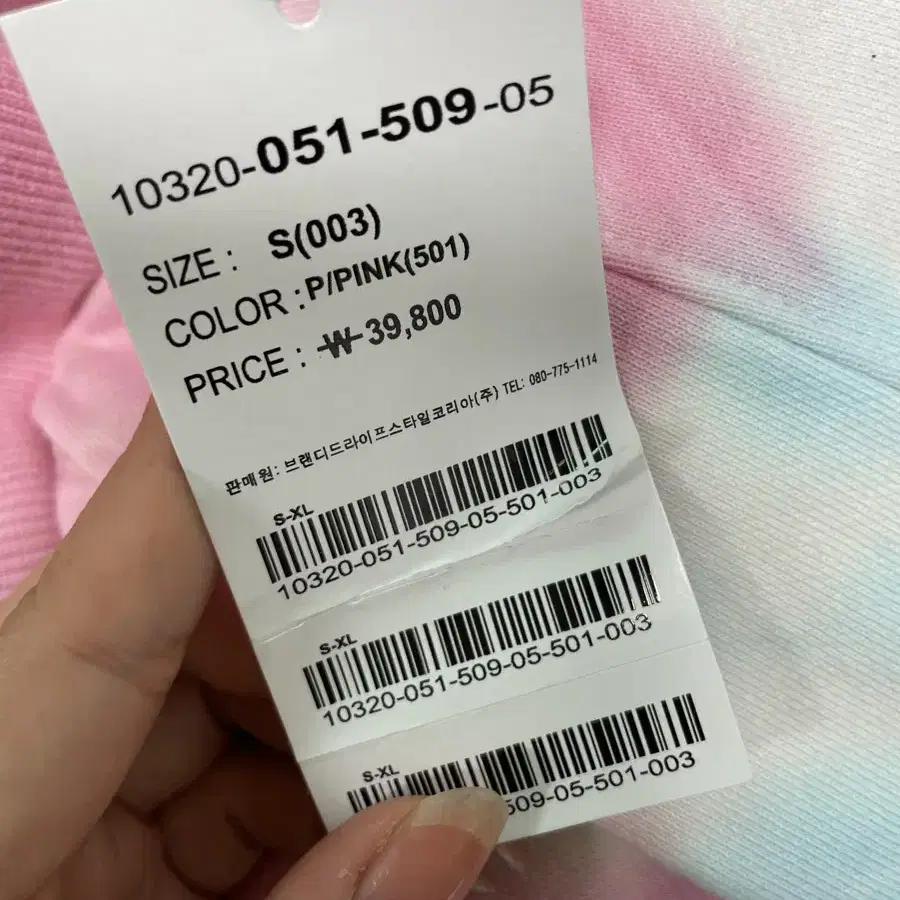 10320-051-509-05
SIZE : S(003)
COLOR : P/PINK(501)
PRICE : ₩ 39,800
판매원: 브랜디드라이프스타일코리아(주) TEL: 080-775-1114
S-XL
10320-051-509-05-501-003
S-XL
10320-051-509-05-501-003
S-XL
509-05-501-003